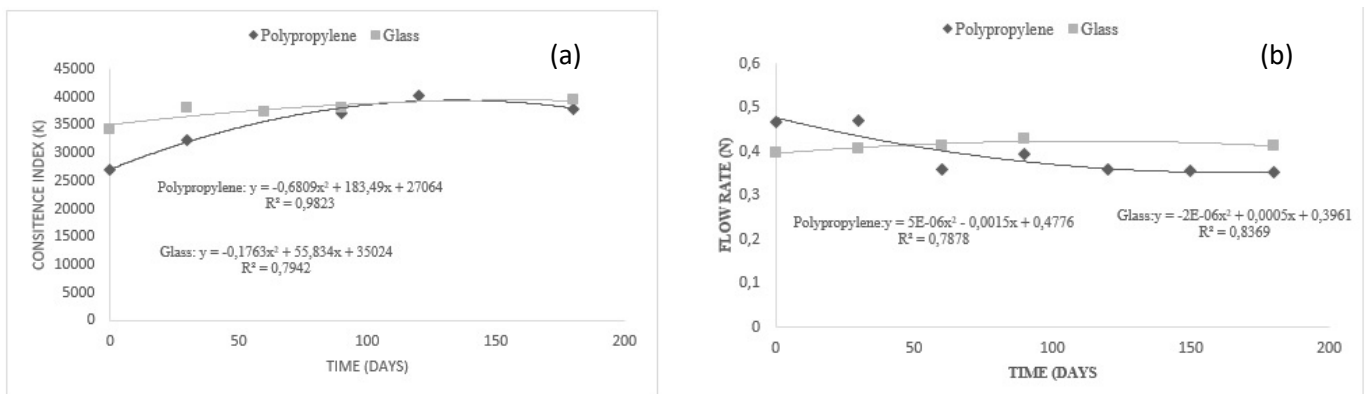 Polypropylene Glass
(a)
45000
40000
35000
30000
25000
20000
15000
10000
5000
0
CONSITENCE INDEX (K)
Polypropylene: y = -0,6809x² + 183,49x + 27064
R² = 0,9823
Glass: y = -0,1763x² + 55,834x + 35024
R² = 0,7942
0 50 100 150 200
TIME (DAYS)
Polypropylene Glass
(b)
0,6
0,5
0,4
0,3
0,2
0,1
0
FLOW RATE (N)
Polypropylene:y = 5E-06x² - 0,0015x + 0,4776
R² = 0,7878
Glass:y = -2E-06x² + 0,0005x + 0,3961
R² = 0,8369
0 50 100 150 200
TIME (DAYS